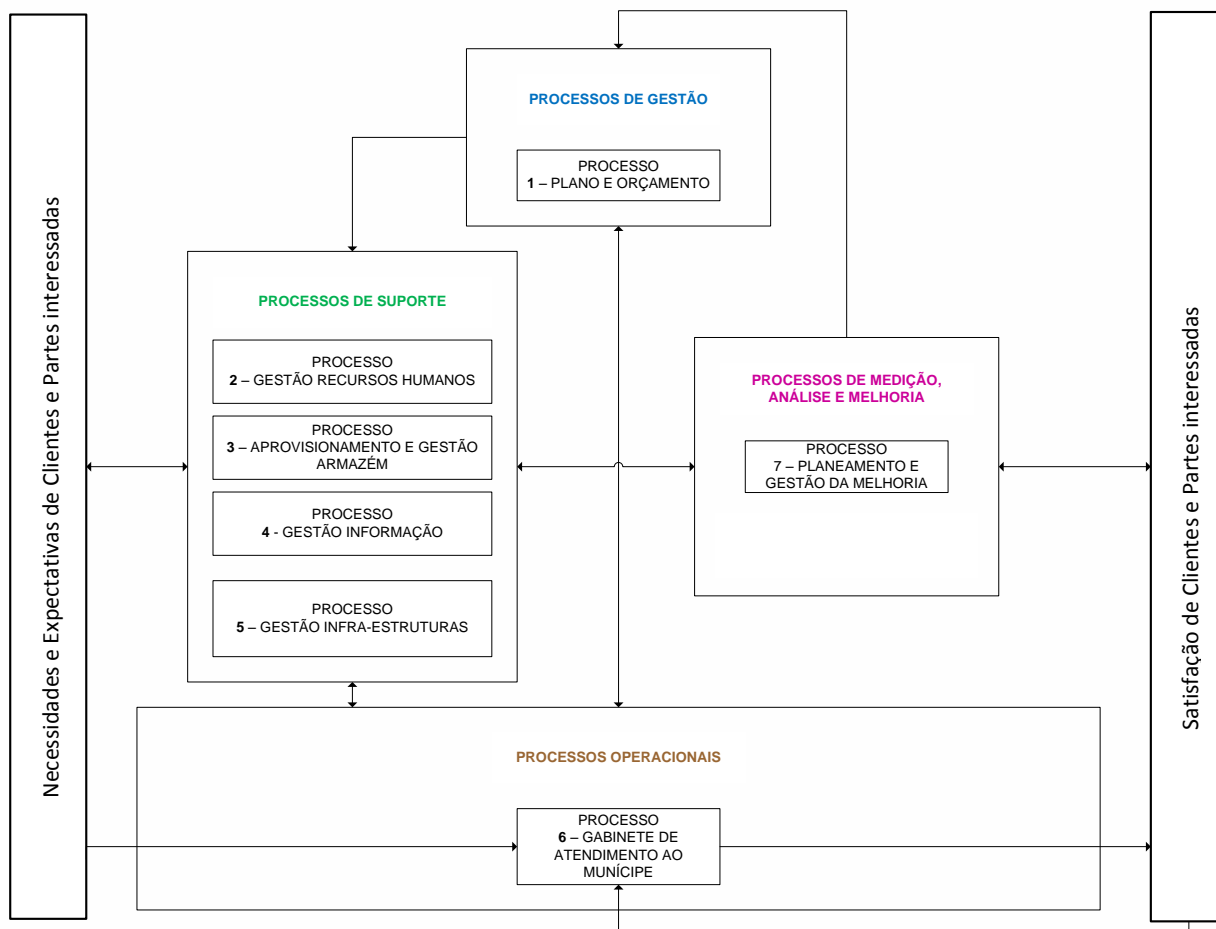 Necessidades e Expectativas de Clientes e Partes interessadas
PROCESSOS DE GESTÃO
PROCESSO
1 – PLANO E ORÇAMENTO
PROCESSOS DE SUPORTE
PROCESSO
2 – GESTÃO RECURSOS HUMANOS
PROCESSO
3 – APROVISIONAMENTO E GESTÃO
ARMAZÉM
PROCESSO
4 - GESTÃO INFORMAÇÃO
PROCESSO
5 – GESTÃO INFRA-ESTRUTURAS
PROCESSOS DE MEDIÇÃO,
ANÁLISE E MELHORIA
PROCESSO
7 – PLANEAMENTO E
GESTÃO DA MELHORIA
PROCESSOS OPERACIONAIS
PROCESSO
6 – GABINETE DE
ATENDIMENTO AO
MUNÍCIPE
Satisfação de Clientes e Partes interessadas